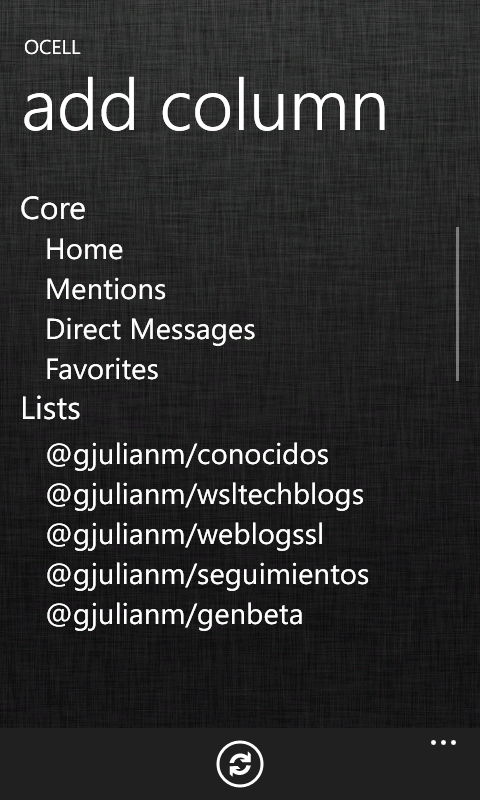 OCELL
add column
Core
Home
Mentions
Direct Messages
Favorites
Lists
@gjulianm/conocidos
@gjulianm/wsltechblogs
@gjulianm/weblogssl
@gjulianm/seguimientos
@gjulianm/genbeta